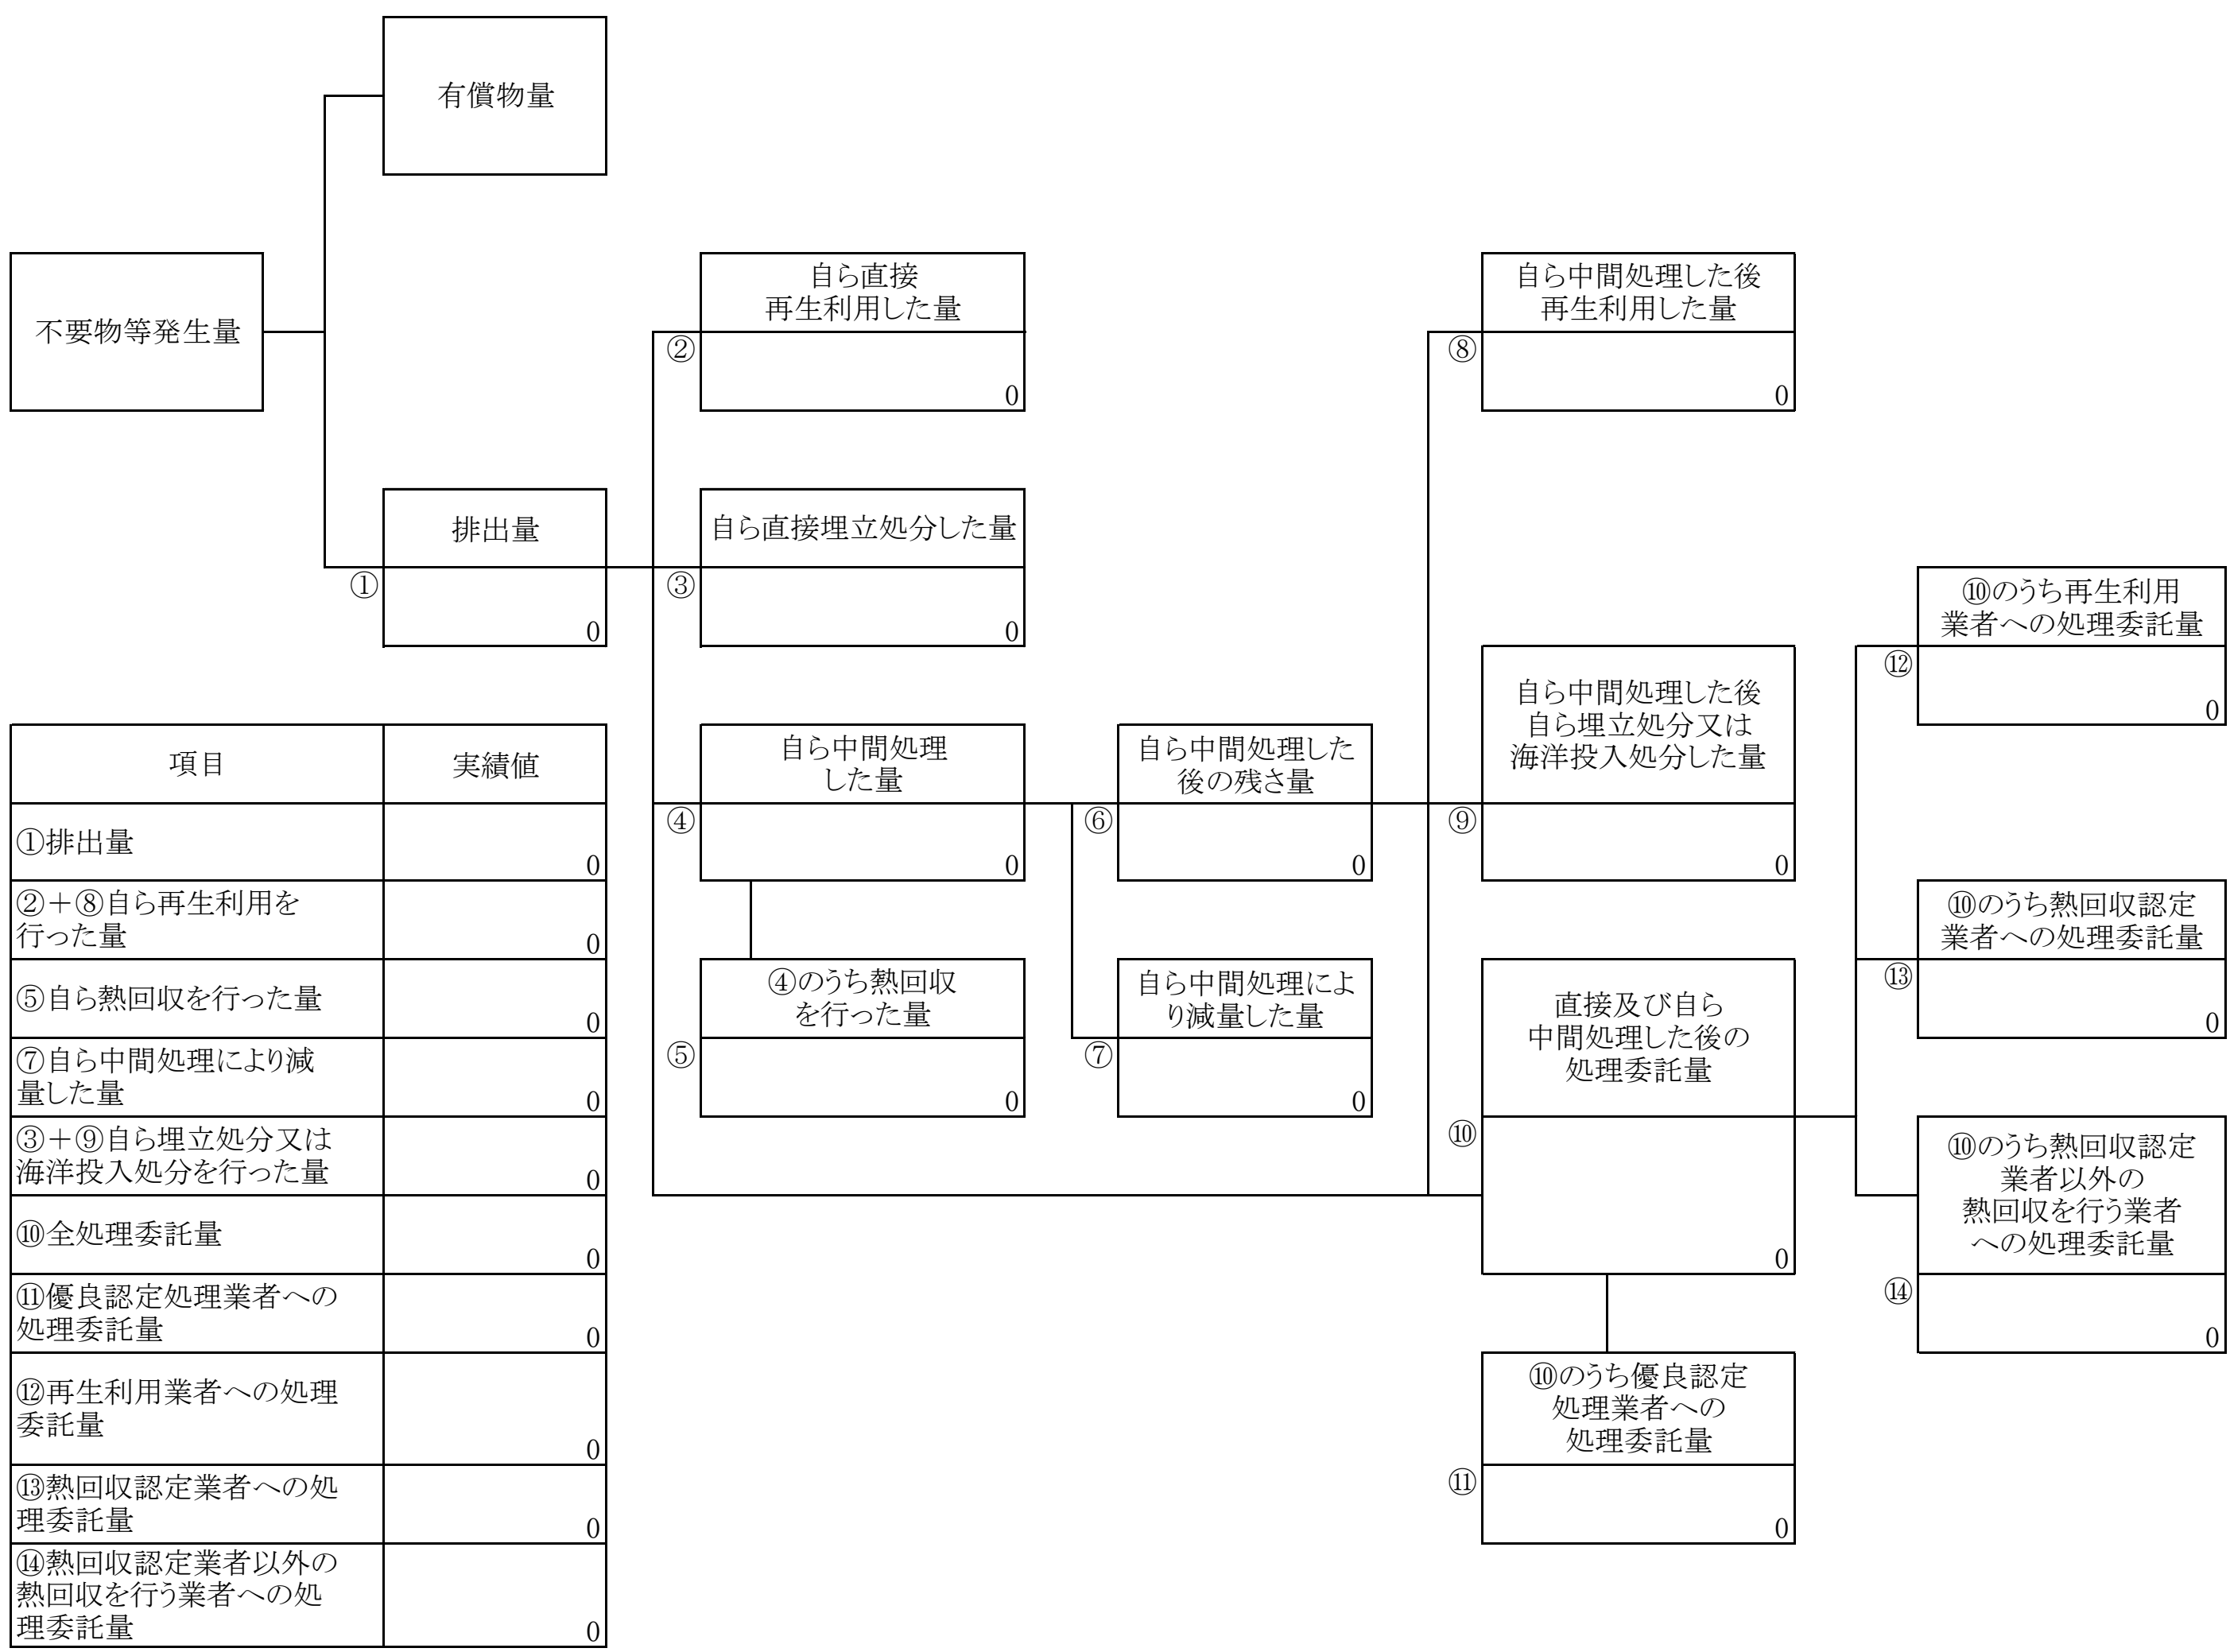 有償物量
不要物等発生量
自ら直接
再生利用した量
②
0
自ら中間処理した後
再生利用した量
⑧
0
排出量
①
0
自ら直接埋立処分した量
③
0
⑩のうち再生利用
業者への処理委託量
⑫
0
自ら中間処理した後
自ら埋立処分又は
海洋投入処分した量
⑨
0
自ら中間処理
した量
④
0
自ら中間処理した
後の残さ量
⑥
0
⑩のうち熱回収認定
業者への処理委託量
⑬
0
④のうち熱回収
を行った量
⑤
0
自ら中間処理によ
り減量した量
⑦
0
直接及び自ら
中間処理した後の
処理委託量
⑩
0
⑩のうち熱回収認定
業者以外の
熱回収を行う業者
への処理委託量
⑭
0
⑩のうち優良認定
処理業者への
処理委託量
⑪
0
項目 実績値
①排出量
0
②＋⑧自ら再生利用を
行った量
0
⑤自ら熱回収を行った量
0
⑦自ら中間処理により減
量した量
0
③＋⑨自ら埋立処分又は
海洋投入処分を行った量
0
⑩全処理委託量
0
⑪優良認定処理業者への
処理委託量
0
⑫再生利用業者への処理
委託量
0
⑬熱回収認定業者への処
理委託量
0
⑭熱回収認定業者以外の
熱回収を行う業者への処
理委託量
0